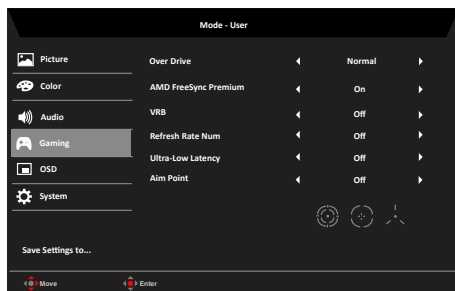 Mode - User
Picture
Over Drive Normal
Color
AMD FreeSync Premium On
Audio
VRB Off
Gaming
Refresh Rate Num Off
OSD
Ultra-Low Latency Off
Aim Point Off
System
Save Settings to...
Move Enter